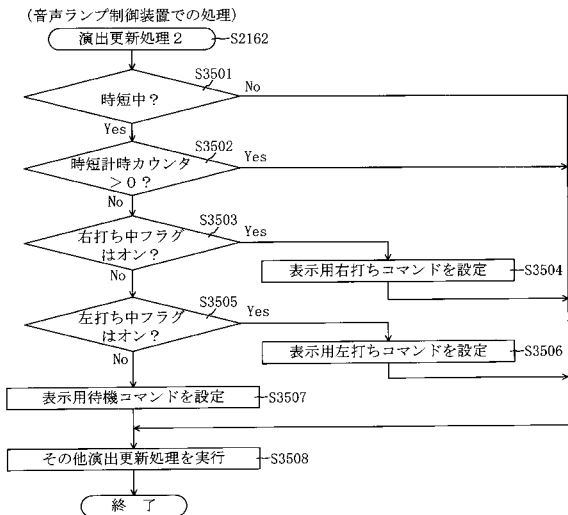 (音声ランプ制御装置での処理)
演出更新処理2
S2162
S3501
時短中?
No
Yes
S3502
時短計時カウンタ
>0?
Yes
No
S3503
右打ち中フラグ
はオン?
Yes
No
表示用右打ちコマンドを設定
S3504
S3505
左打ち中フラグ
はオン?
Yes
No
表示用左打ちコマンドを設定
S3506
表示用待機コマンドを設定
S3507
その他演出更新処理を実行
S3508
終 了